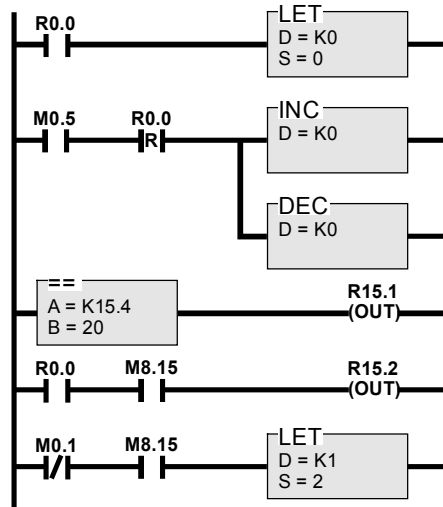 R0.0
LET
D = K0
S = 0
M0.5 R0.0
R
INC
D = K0
DEC
D = K0
==
A = K15.4
B = 20
R15.1
(OUT)
R0.0 M8.15
R15.2
(OUT)
M0.1 M8.15
LET
D = K1
S = 2